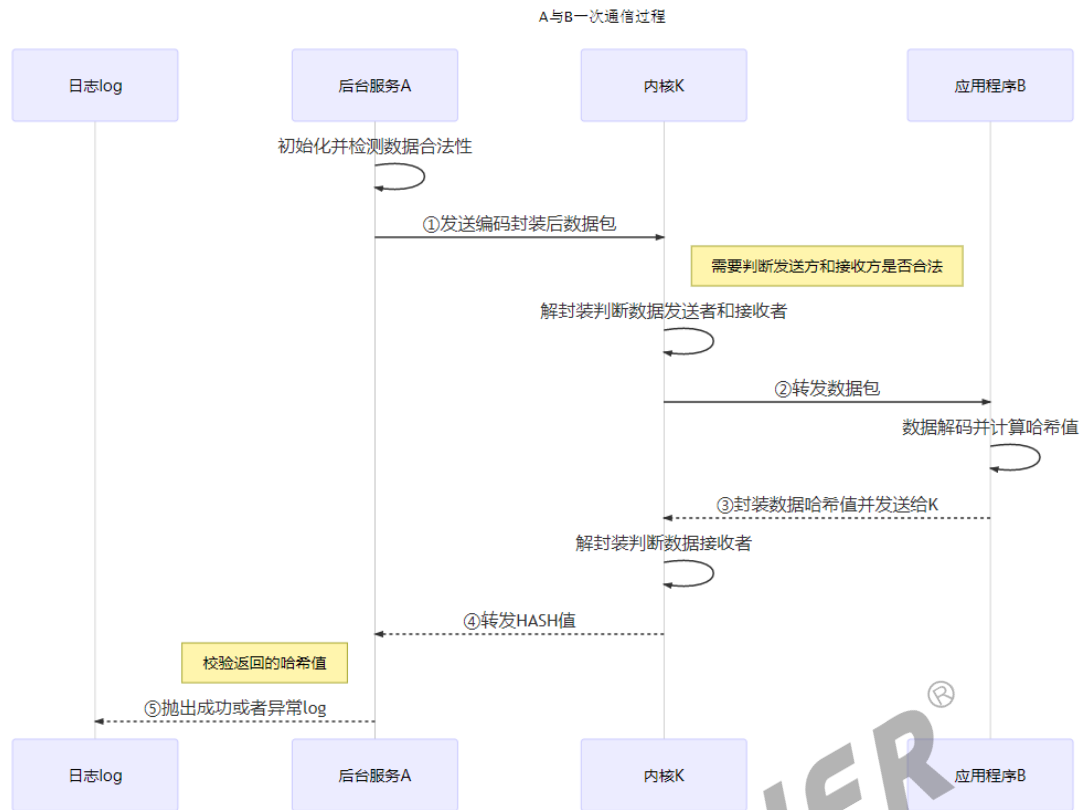 A与B一次通信过程
日志log
后台服务A
内核K
应用程序B
初始化并检测数据合法性
①发送编码封装后数据包
需要判断发送方和接收方是否合法
解封装判断数据发送者和接收者
②转发数据包
数据解码并计算哈希值
③封装数据哈希值并发送给K
解封装判断数据接收者
④转发HASH值
校验返回的哈希值
⑤抛出成功或者异常log
日志log
后台服务A
内核K
应用程序B